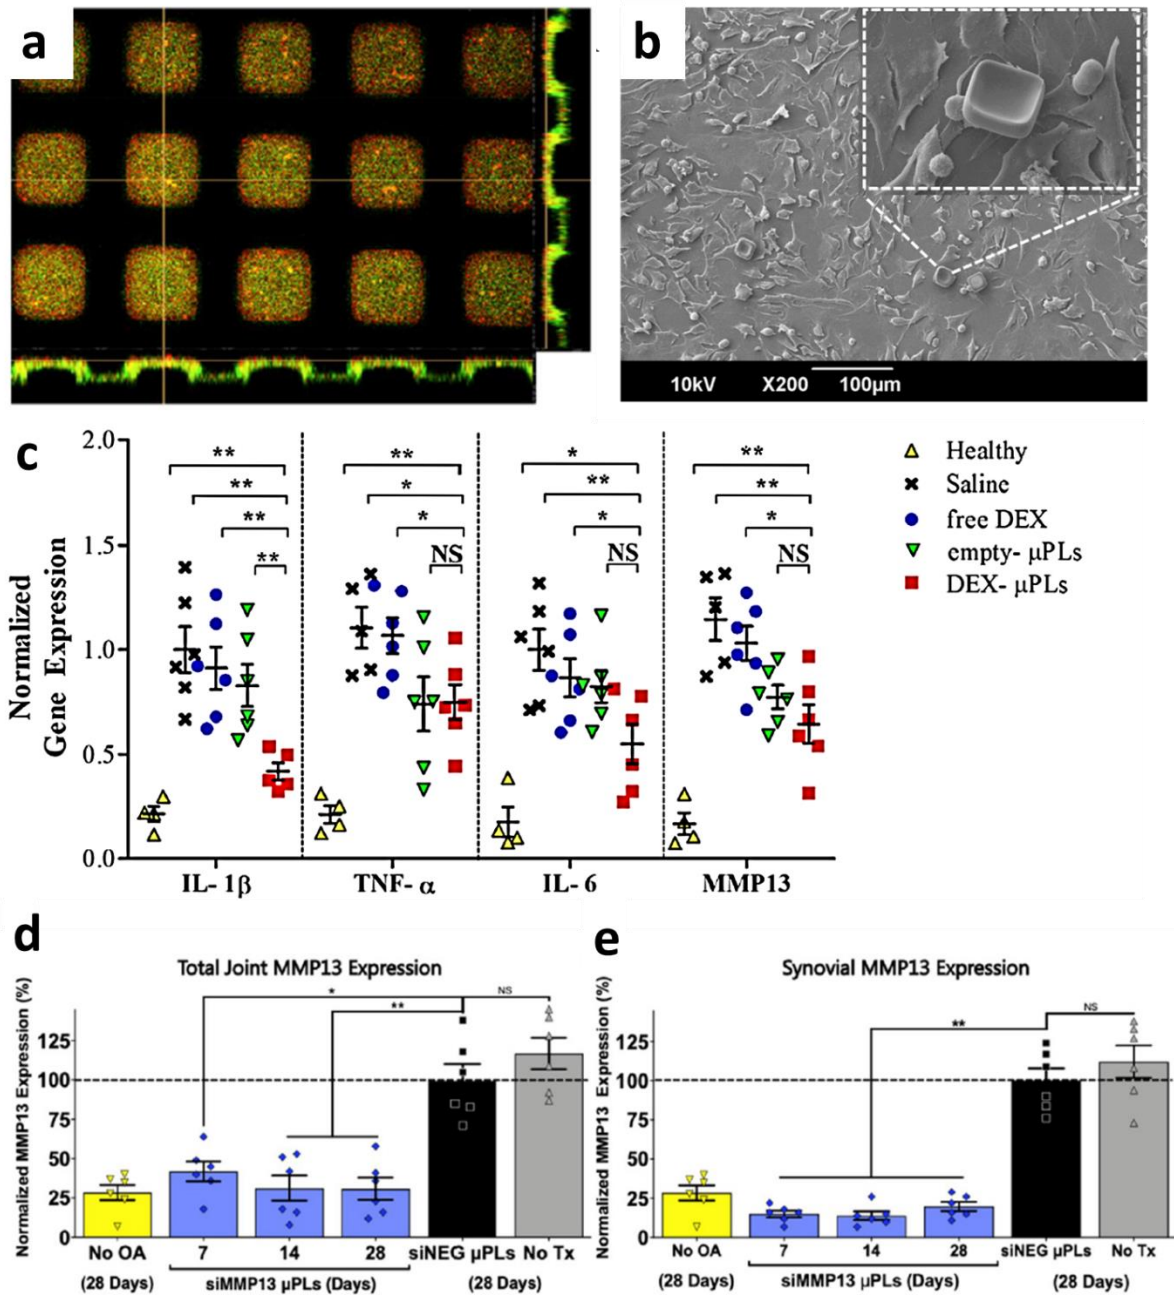 a
b
10kV X200 100μm
c
Normalized
Gene Expression
2.0
1.5
1.0
0.5
0.0
** ** ** **
** * * NS
* ** * NS
** ** * NS
IL- 1β TNF- α IL- 6 MMP13
Healthy
Saline
free DEX
empty- μPLs
DEX- μPLs
d
Total Joint MMP13 Expression
Normalized MMP13 Expression (%)
125
100
75
50
25
0
* ** NS
No OA 7 14 28 siNEG μPLs No Tx
(28 Days) siMMP13 μPLs (Days) (28 Days)
e
Synovial MMP13 Expression
Normalized MMP13 Expression (%)
125
100
75
50
25
0
** NS
No OA 7 14 28 siNEG μPLs No Tx
(28 Days) siMMP13 μPLs (Days) (28 Days)